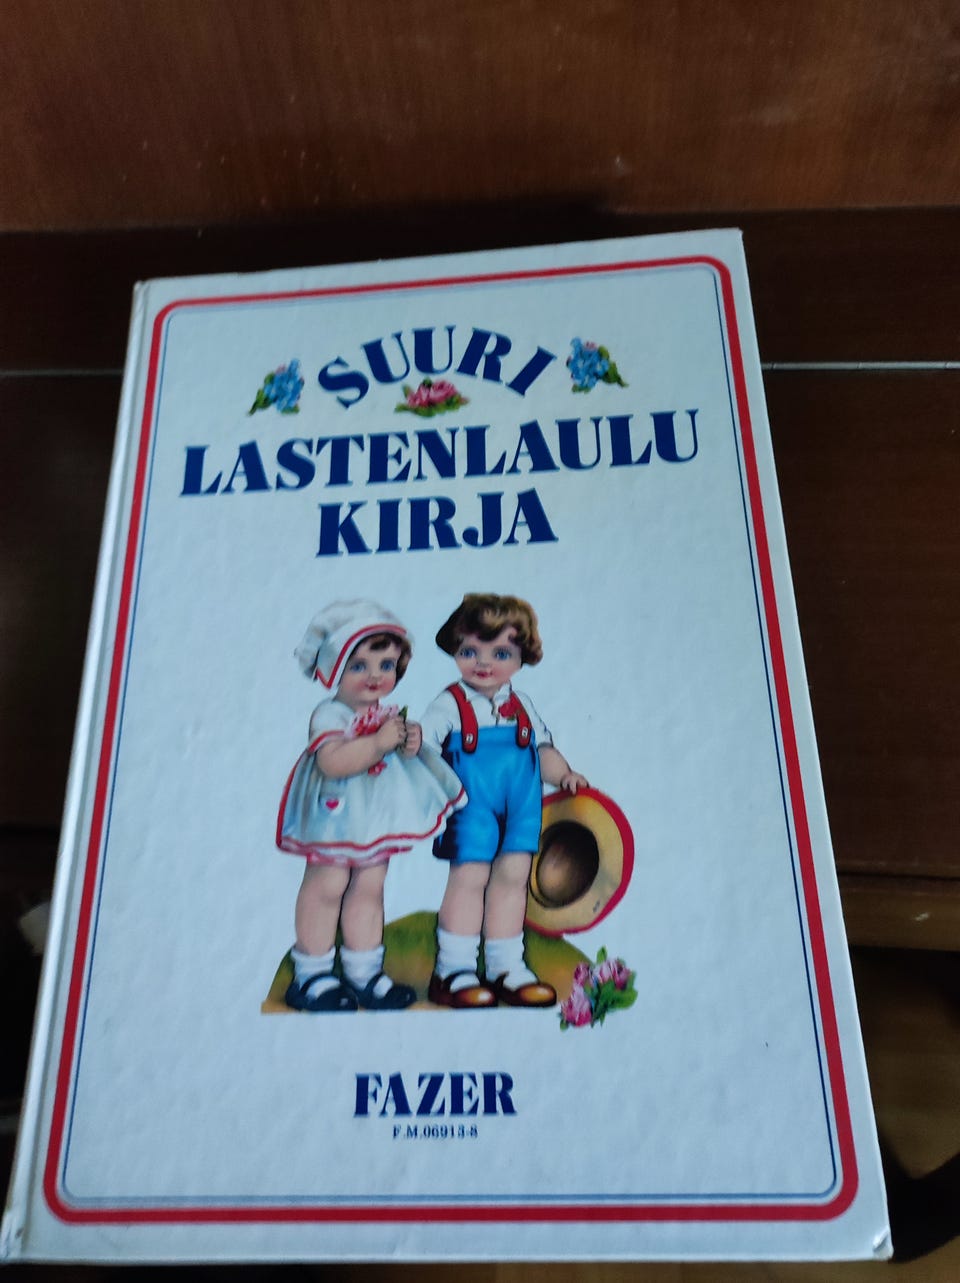 SUURI
LASTENLAULU
KIRJA
FAZER
F.M.06913-8